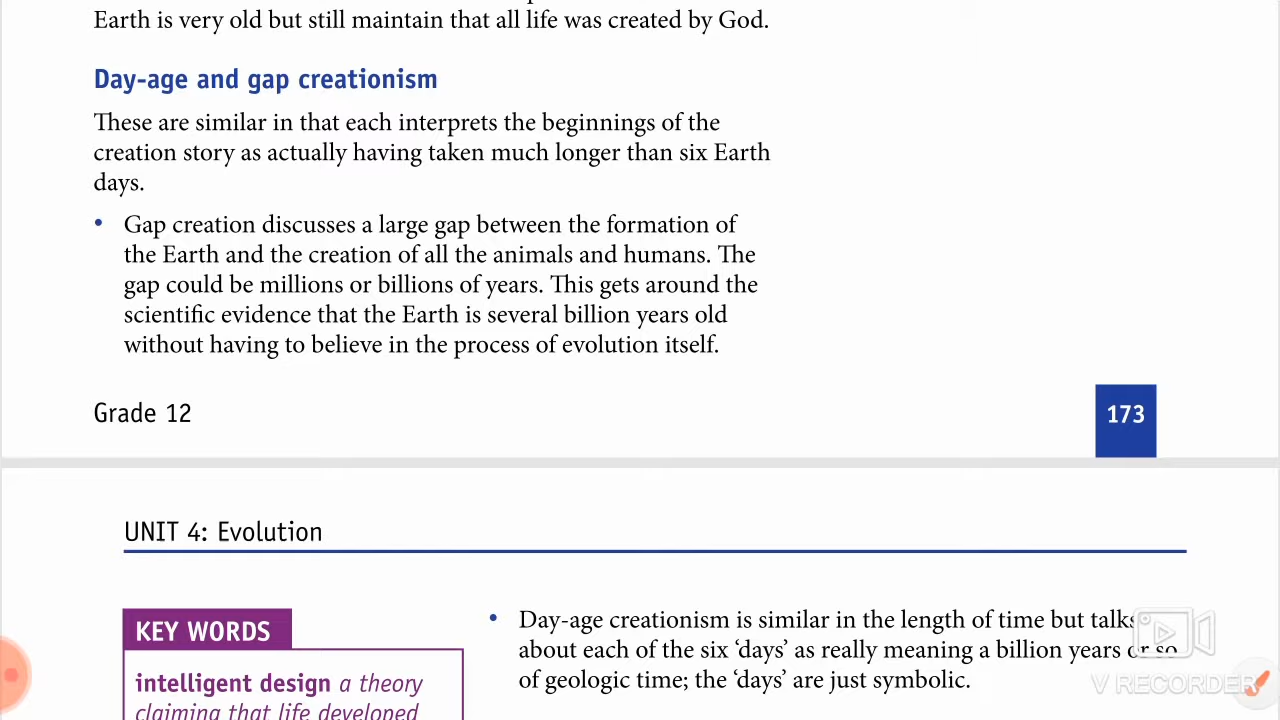 Earth is very old but still maintain that all life was created by God.
Day-age and gap creationism
These are similar in that each interprets the beginnings of the
creation story as actually having taken much longer than six Earth
days.
• Gap creation discusses a large gap between the formation of
the Earth and the creation of all the animals and humans. The
gap could be millions or billions of years. This gets around the
scientific evidence that the Earth is several billion years old
without having to believe in the process of evolution itself.
Grade 12
173
UNIT 4: Evolution
KEY WORDS
intelligent design a theory
claiming that life developed
• Day-age creationism is similar in the length of time but talks
about each of the six ‘days’ as really meaning a billion years or so
of geologic time; the ‘days’ are just symbolic.
V RECORDER